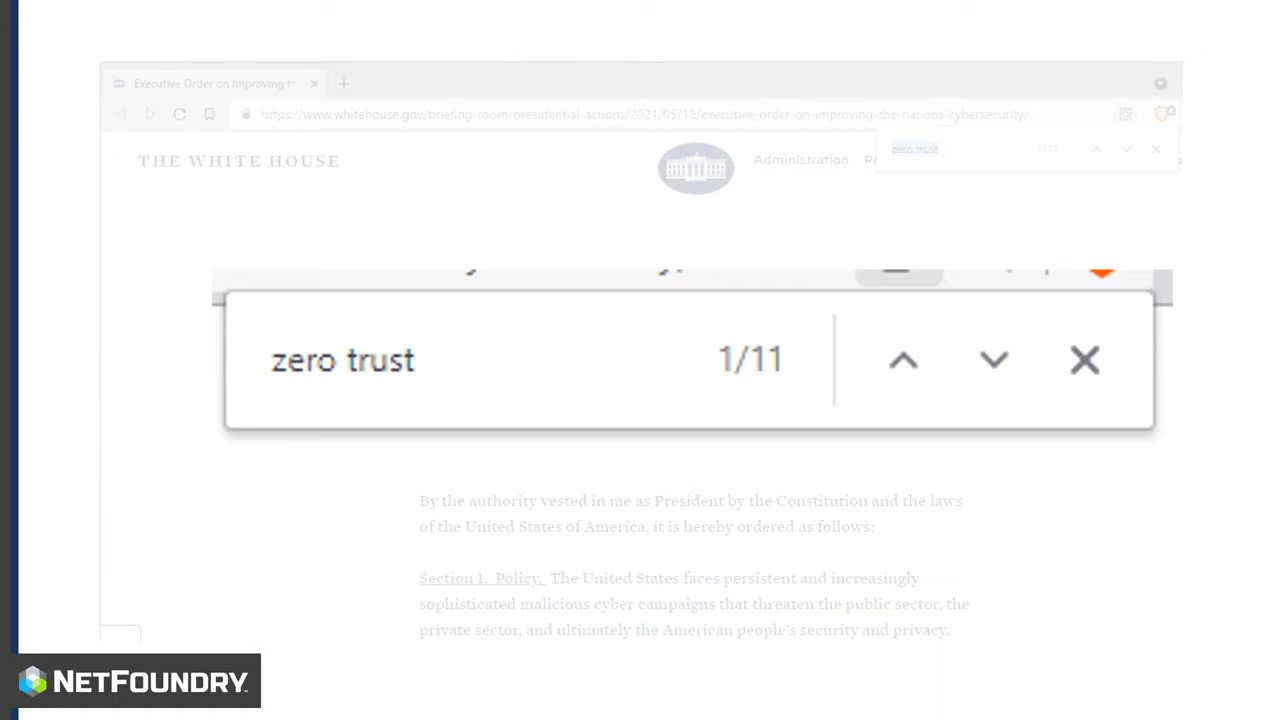 Executive Order on Improving th
https://www.whitehouse.gov/briefing-room/presidential-actions/2021/05/12/executive-order-on-improving-the-nations-cybersecurity/
zero trust 1/11
THE WHITE HOUSE
Administration
zero trust 1/11
By the authority vested in me as President by the Constitution and the laws
of the United States of America, it is hereby ordered as follows:
Section 1. Policy. The United States faces persistent and increasingly
sophisticated malicious cyber campaigns that threaten the public sector, the
private sector, and ultimately the American people's security and privacy.
NETFOUNDRY™